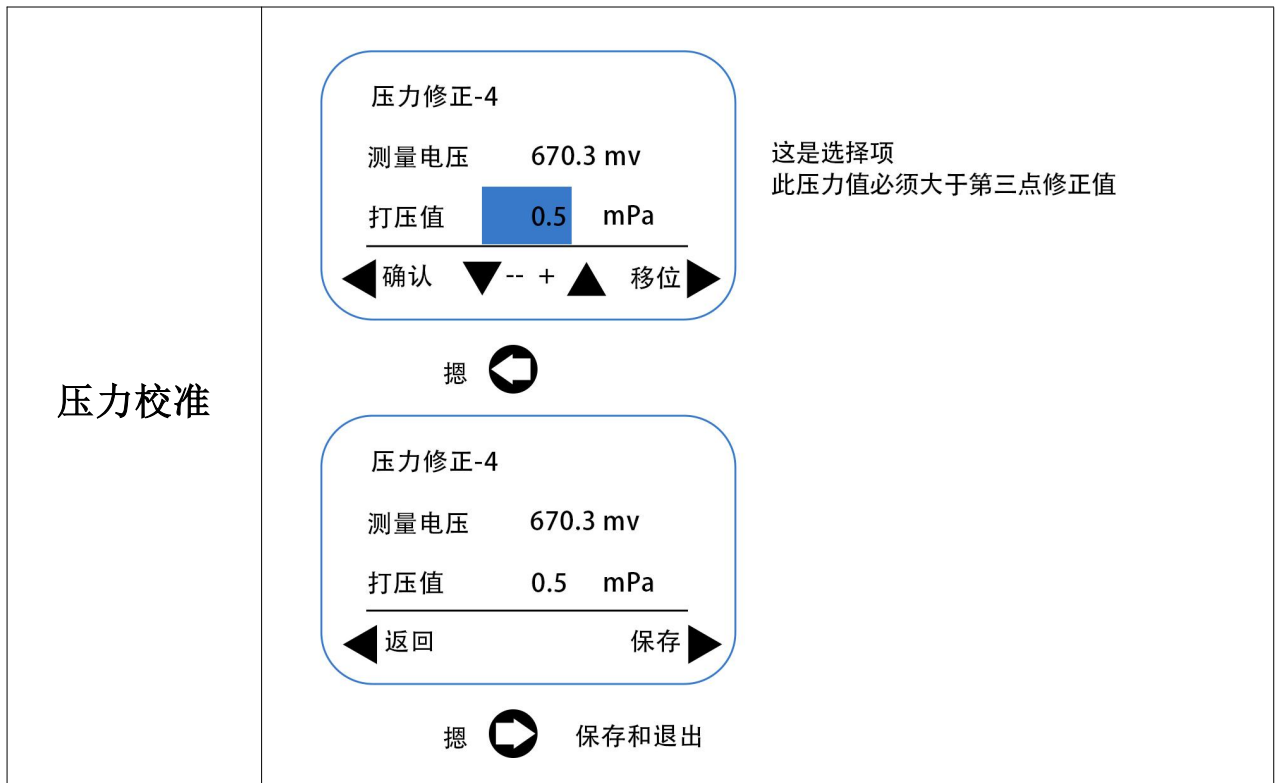 压力校准
压力修正-4
测量电压 670.3 mv
打压值 0.5 mPa
确认 -- + 移位
这是选择项
此压力值必须大于第三点修正值
摁
压力修正-4
测量电压 670.3 mv
打压值 0.5 mPa
返回 保存
摁 保存和退出